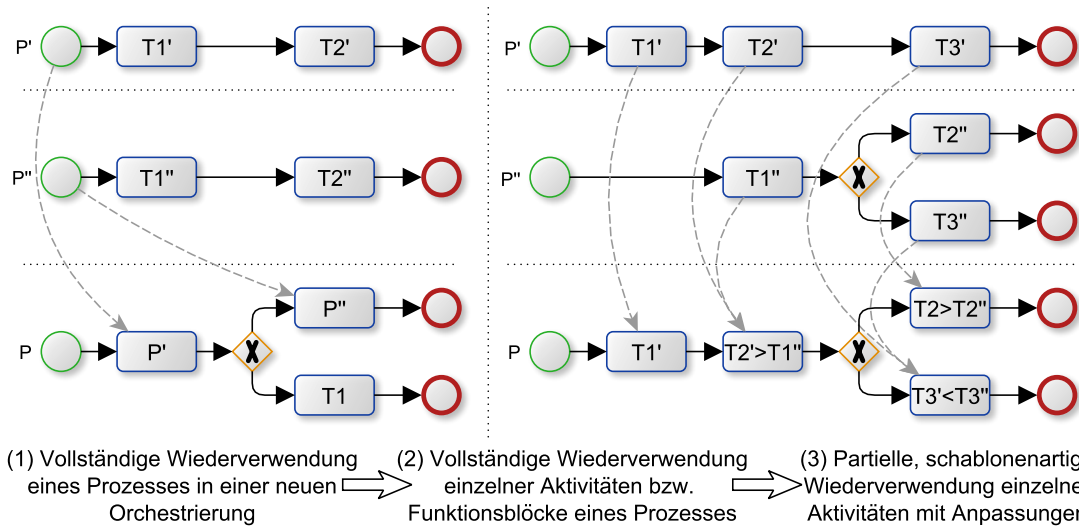 P' T1' T2'
P'' T1'' T2''
P''
P P' X
T1
P' T1' T2' T3'
T2''
P'' T1'' X
T3''
T2>T2''
P T1' T2'>T1'' X
T3'<T3''
(1) Vollständige Wiederverwendung
eines Prozesses in einer neuen
Orchestrierung
(2) Vollständige Wiederverwendung
einzelner Aktivitäten bzw.
Funktionsblöcke eines Prozesses
(3) Partielle, schablonenartig
Wiederverwendung einzelne
Aktivitäten mit Anpassungen